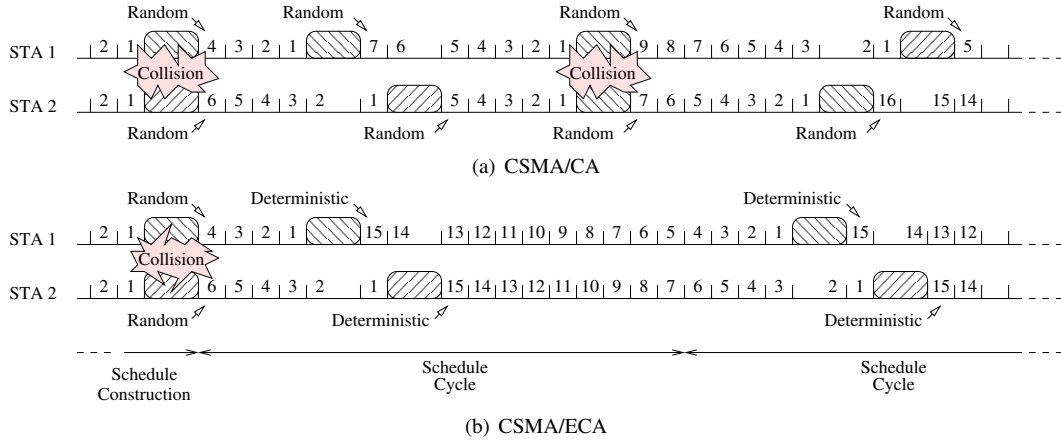 Random Random Random Random
STA 1 2 1 4 3 2 1 7 6 5 4 3 2 1 9 8 7 6 5 4 3 2 1 5
Collision Collision
STA 2 2 1 6 5 4 3 2 1 5 4 3 2 1 7 6 5 4 3 2 1 16 15 14
Random Random Random Random
(a) CSMA/CA
Random Deterministic Deterministic
STA 1 2 1 4 3 2 1 15 14 13 12 11 10 9 8 7 6 5 4 3 2 1 15 14 13 12
Collision
STA 2 2 1 6 5 4 3 2 1 15 14 13 12 11 10 9 8 7 6 5 4 3 2 1 15 14
Random Deterministic Deterministic
Schedule Schedule Schedule
Construction Cycle Cycle
(b) CSMA/ECA